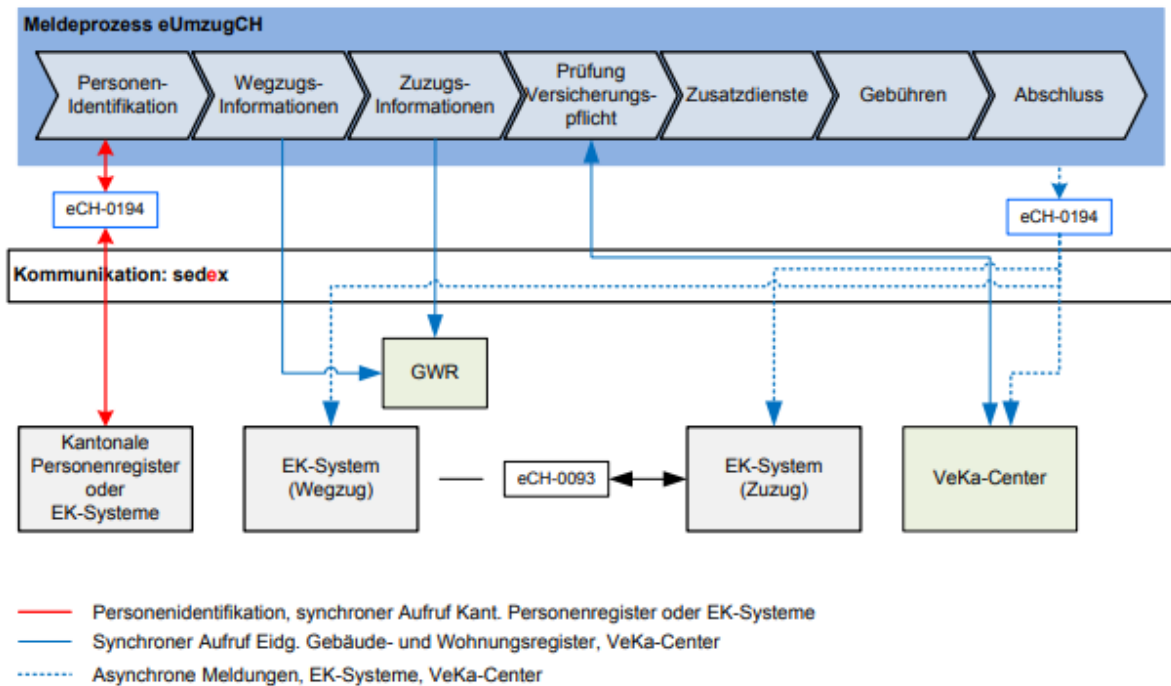 Meldeprozess eUmzugCH
Personen-
Identifikation
Wegzugs-
Informationen
Zuzugs-
Informationen
Prüfung
Versicherungs-
pflicht
Zusatzdienste
Gebühren
Abschluss
eCH-0194
eCH-0194
Kommunikation: sedex
GWR
Kantonale
Personenregister
oder
EK-Systeme
EK-System
(Wegzug)
eCH-0093
EK-System
(Zuzug)
VeKa-Center
Personenidentifikation, synchroner Aufruf Kant. Personenregister oder EK-Systeme
Synchroner Aufruf Eidg. Gebäude- und Wohnungsregister, VeKa-Center
Asynchrone Meldungen, EK-Systeme, VeKa-Center